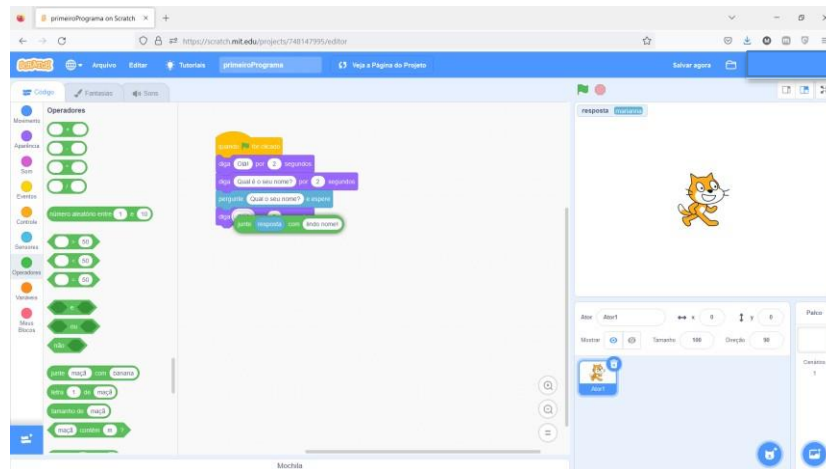 primeiroPrograma on Scratch
https://scratch.mit.edu/projects/740147995/editor
SCRATCH Arquivo Editar Tutoriais primeiroPrograma Veja a Página do Projeto Salvar agora
Código Fantasias Sons
Movimento
Aparência
Som
Eventos
Controle
Sensores
Operadores
Variáveis
Meus Blocos
Operadores
+
-
*
/
número aleatório entre 1 e 10
50
50
50
e
ou
não
junte maçã com banana
letra 1 de maçã
tamanho de maçã
maçã contém m ?
quando for clicado
diga Olá! por 2 segundos
diga Qual é o seu nome? por 2 segundos
pergunte Qual o seu nome? e espere
diga
junte resposta com lindo nome!
resposta marianna
Ator Ator1 x 0 y 0
Mostrar Tamanho 100 Direção 90
Ator1
Palco
Cenários
1
Mochila